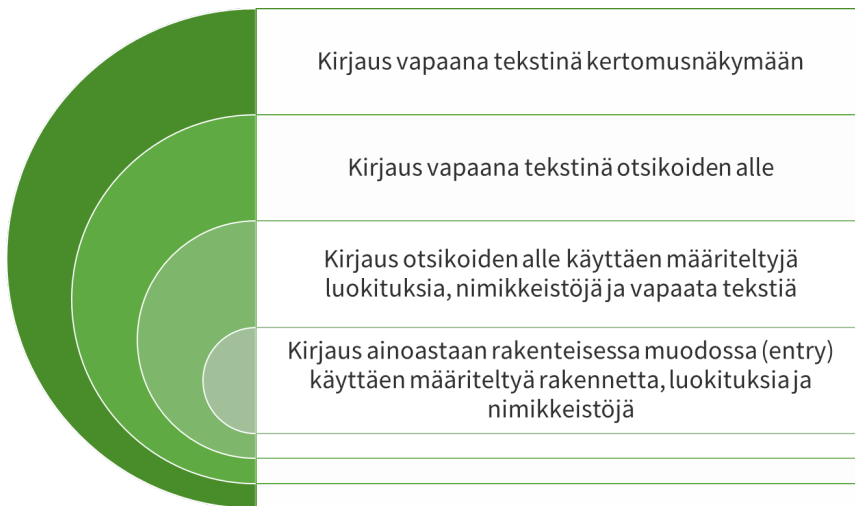 Kirjaus vapaana tekstinä kertomusnäkymään
Kirjaus vapaana tekstinä otsikoiden alle
Kirjaus otsikoiden alle käyttäen määriteltyjä
luokituksia, nimikkeistöjä ja vapaata tekstiä
Kirjaus ainoastaan rakenteisessa muodossa (entry)
käyttäen määriteltyä rakennetta, luokituksia ja
nimikkeistöjä